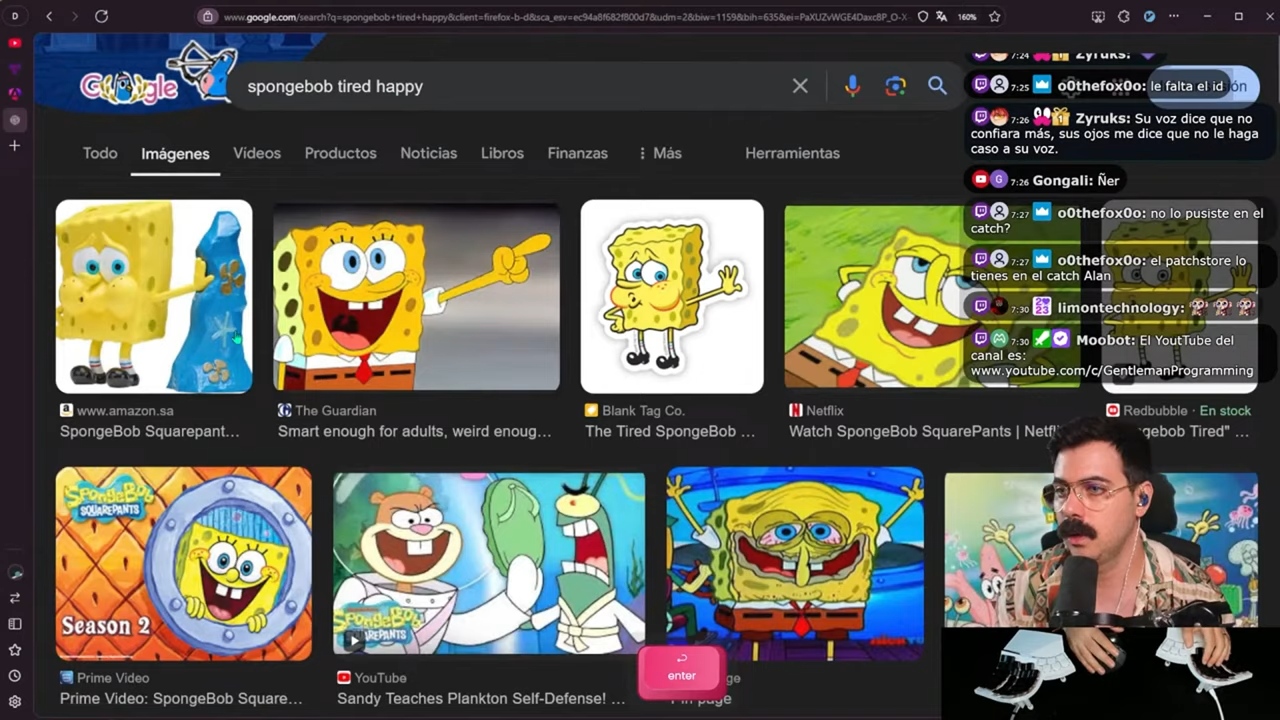 www.google.com/search?q=spongebob+tired+happy&client=firefox-b-d&sca_esv=ec94a8f682f800d7&udm=2&biw=1159&bih=635&ei=PaXUZvWGE4Daxc8P_O-X-
160%
Google
spongebob tired happy
Todo
Imágenes
Vídeos
Productos
Noticias
Libros
Finanzas
Más
Herramientas
7:24 Zyruks:
7:25 o0thefox0o: le falta el id
7:26 Zyruks: Su voz dice que no
confiara más, sus ojos me dice que no le haga
caso a su voz.
7:26 Gongali: Ñer
7:27 o0thefox0o: no lo pusiste en el
catch?
7:27 o0thefox0o: el patchstore lo
tienes en el catch Alan
7:30 limontechnology:
7:30 Moobot: El YouTube del
canal es:
www.youtube.com/c/GentlemanProgramming
www.amazon.sa
SpongeBob Squarepant...
The Guardian
Smart enough for adults, weird enoug...
Blank Tag Co.
The Tired SpongeBob ...
Netflix
Watch SpongeBob SquarePants | Netfl
Redbubble · En stock
ngebob Tired" ...
SpongeBob
SQUAREPANTS
Season 2
SpongeBob
SQUAREPANTS
Prime Video
Prime Video: SpongeBob Square...
YouTube
Sandy Teaches Plankton Self-Defense! ...
Pin page
enter